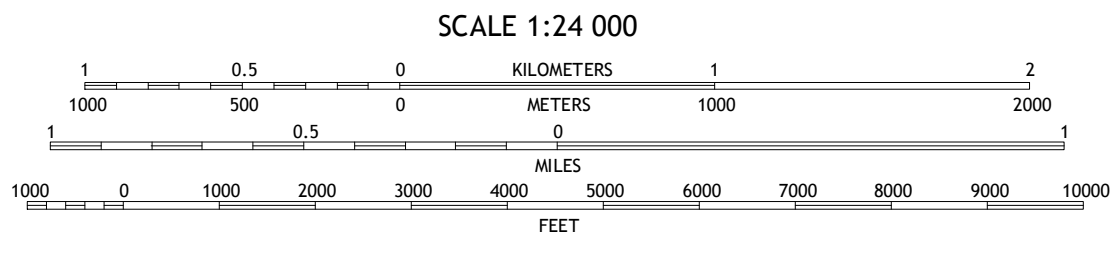 SCALE 1:24 000
1 0.5 0 KILOMETERS 1 2
1000 500 0 METERS 1000 2000
1 0.5 0 1
MILES
1000 0 1000 2000 3000 4000 5000 6000 7000 8000 9000 10000
FEET